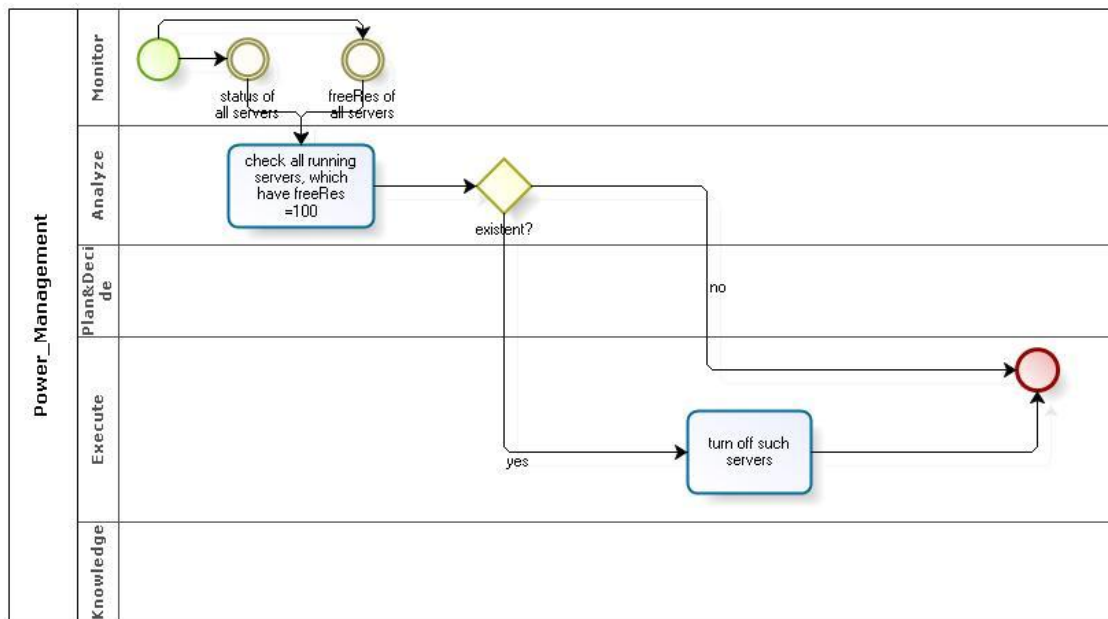 Power_Management
Monitor
status of
all servers
freeRes of
all servers
Analyze
check all running
servers, which
have freeRes
=100
existent?
Plan&Deci
de
no
Execute
turn off such
servers
yes
Knowledge